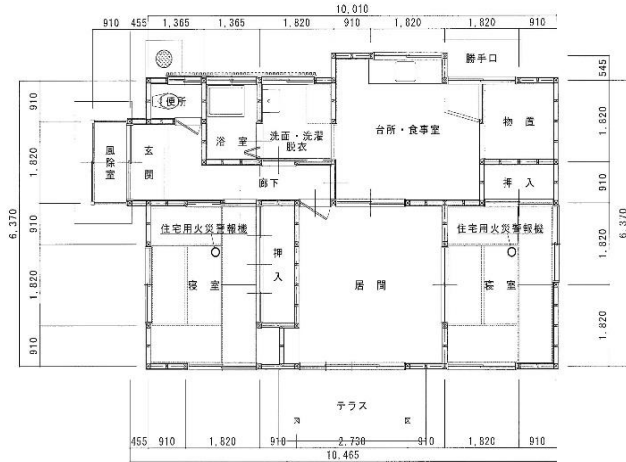 10,010
910 455 1,365 1,365 1,820 910 1,820 1,820 910
勝手口
545
便所
910
浴室
洗面・洗濯
脱衣
台所・食事室
物置
1,820
風除室
玄関
1,820
廊下
押入
910
6,370
910
住宅用火災警報機
住宅用火災警報機
6,370
押入
1,820
寝室
居間
寝室
1,820
1,820
910
テラス
455 910 1,820 910 2,730 910 1,820 910
10,465